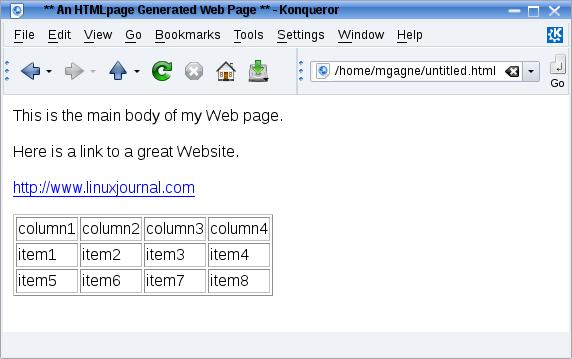 ** An HTMLpage Generated Web Page ** - Konqueror
File Edit View Go Bookmarks Tools Settings Window Help
/home/mgagne/untitled.html
Go
This is the main body of my Web page.
Here is a link to a great Website.
http://www.linuxjournal.com
column1 column2 column3 column4
item1 item2 item3 item4
item5 item6 item7 item8